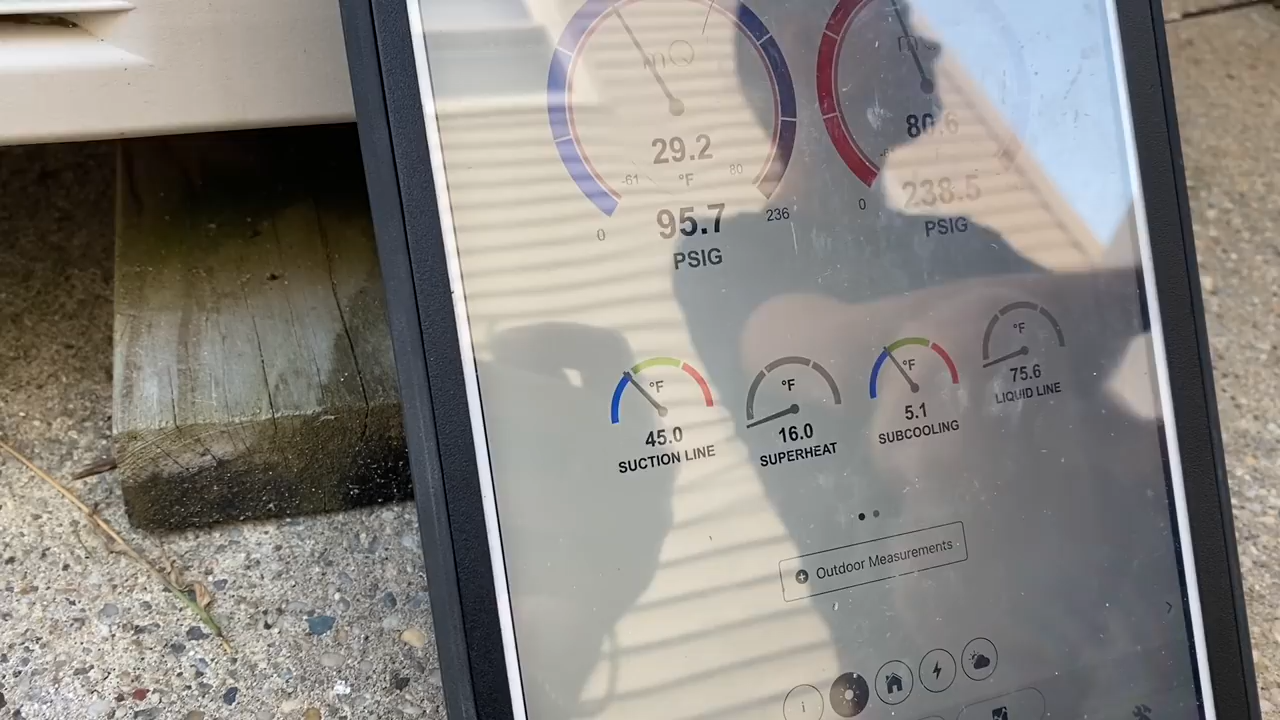 29.2
-61
°F
80
0
95.7
236
PSIG
80.6
0
238.5
PSIG
°F
45.0
SUCTION LINE
°F
16.0
SUPERHEAT
°F
5.1
SUBCOOLING
°F
75.6
LIQUID LINE
Outdoor Measurements